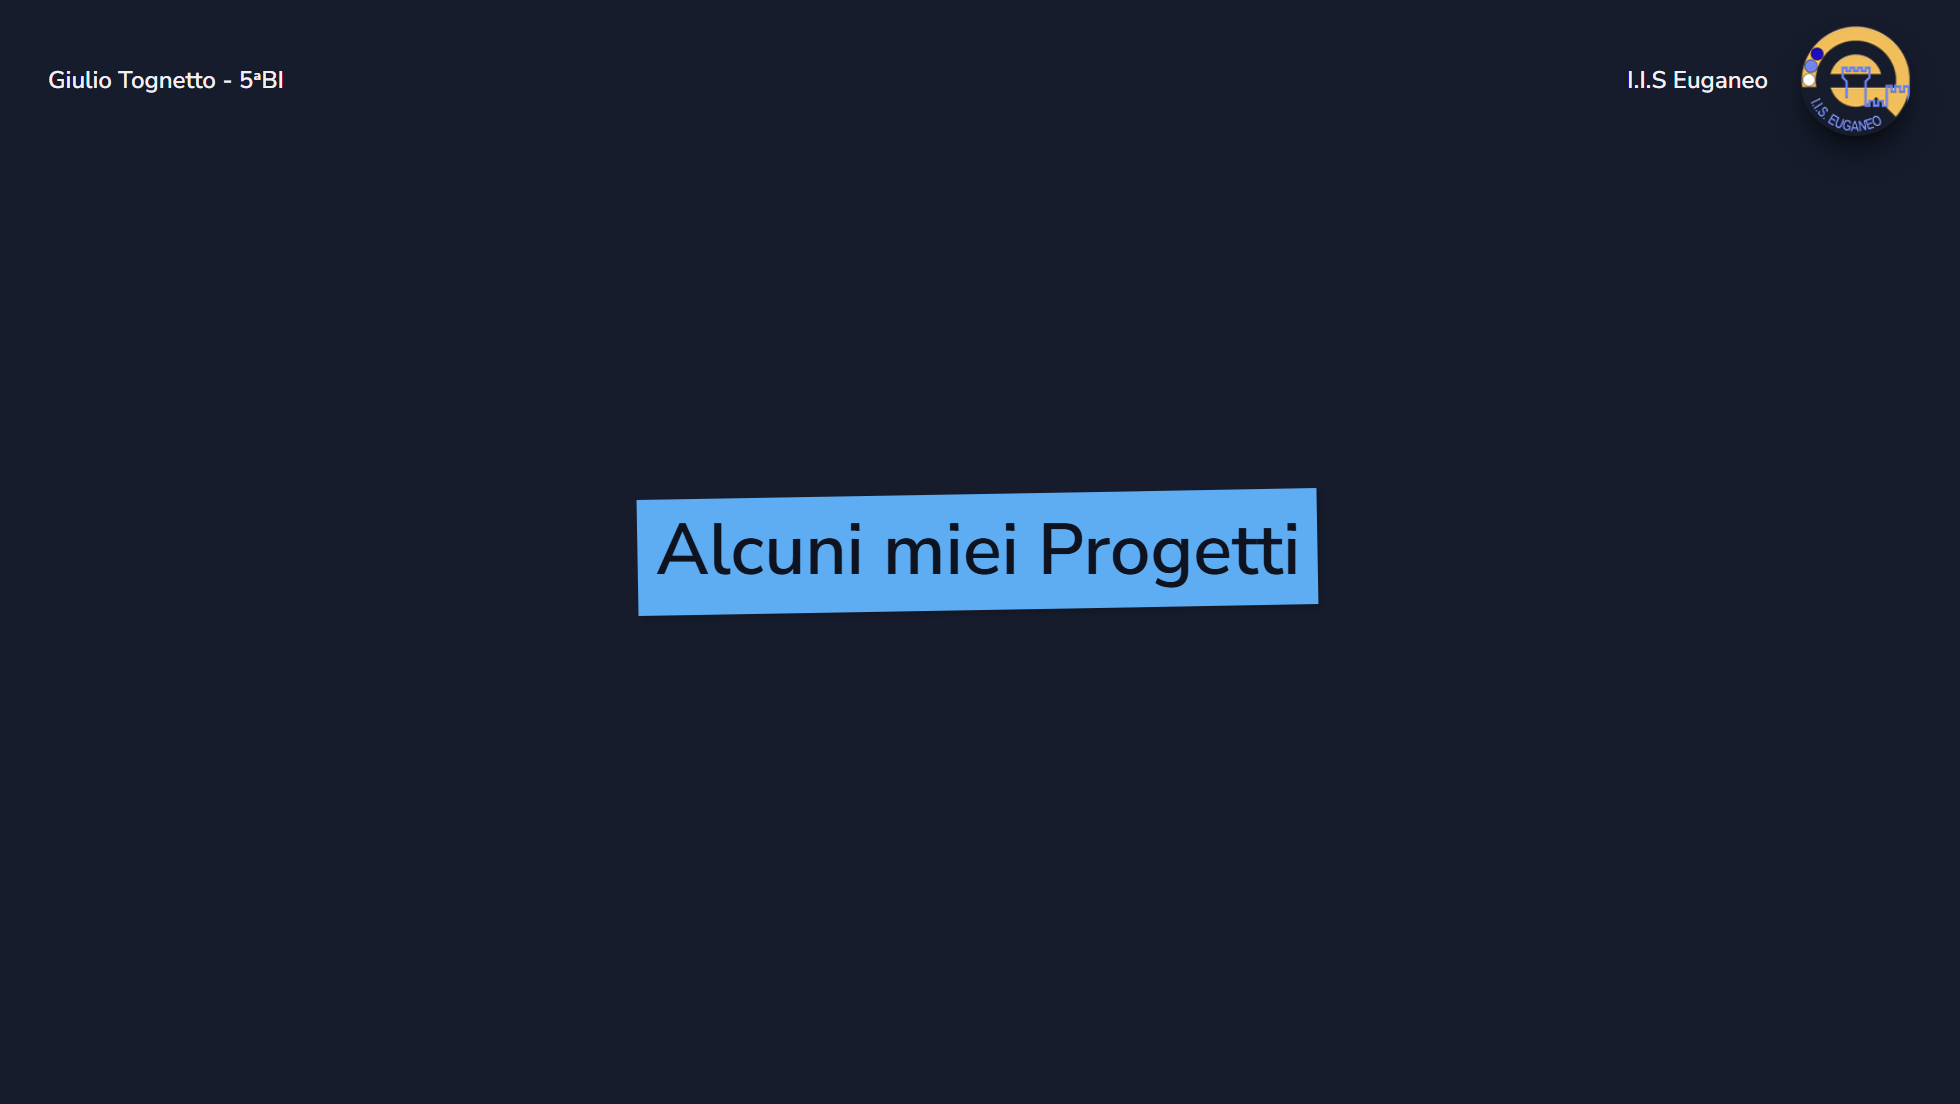 Giulio Tognetto - 5ªBI
I.I.S Euganeo
I.I.S. EUGANEO
Alcuni miei Progetti